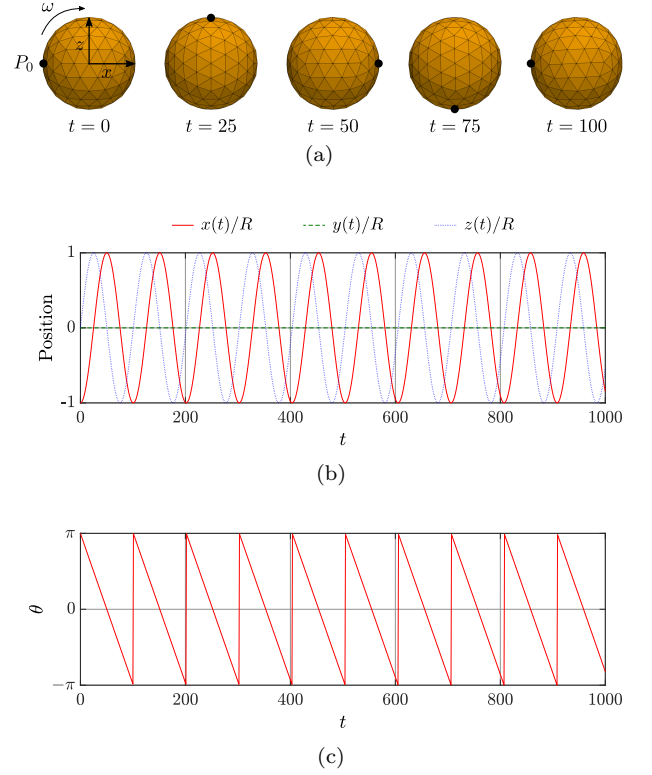 ω
z
P₀
x
t = 0 t = 25 t = 50 t = 75 t = 100
(a)
x(t)/R y(t)/R z(t)/R
1
0
-1
Position
0 200 400 600 800 1000
t
(b)
π
0
−π
θ
0 200 400 600 800 1000
t
(c)